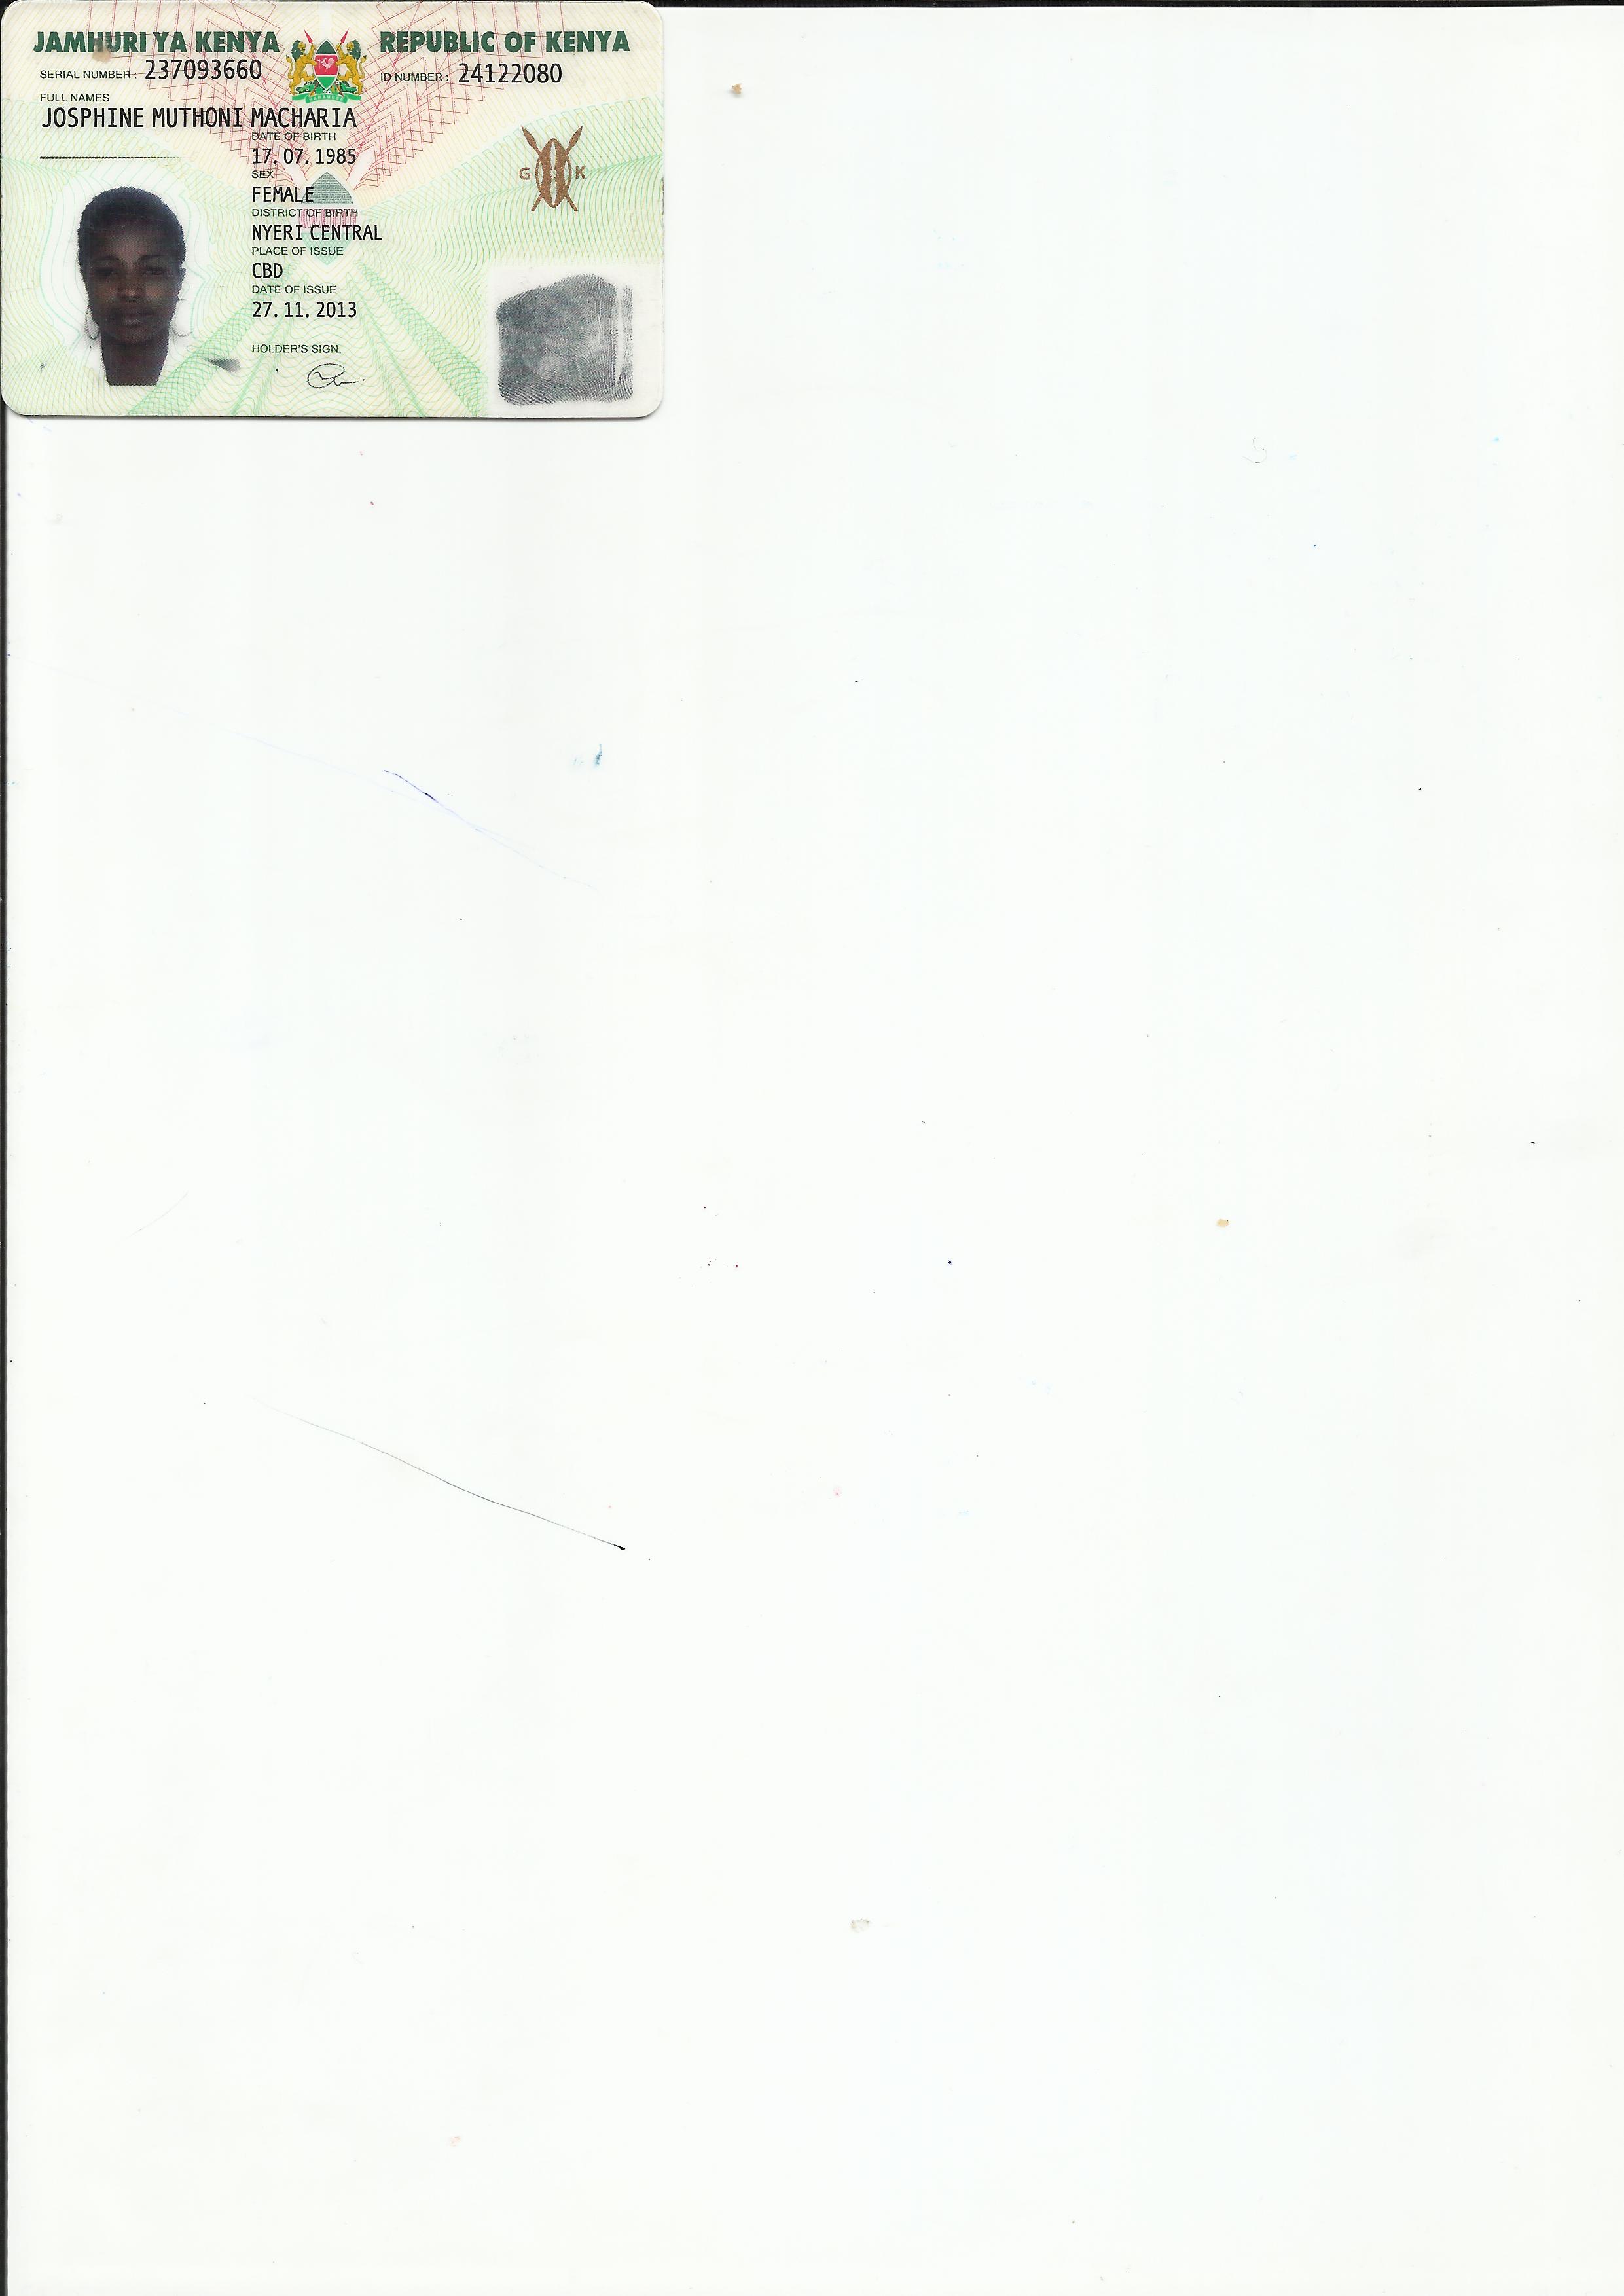 JAMHURI YA KENYA REPUBLIC OF KENYA
SERIAL NUMBER: 237093660 ID NUMBER: 24122080
FULL NAMES
JOSPHINE MUTHONI MACHARIA
DATE OF BIRTH
17.07.1985
SEX
FEMALE
G K
DISTRICT OF BIRTH
NYERI CENTRAL
PLACE OF ISSUE
CBD
DATE OF ISSUE
27.11.2013
HOLDER'S SIGN.